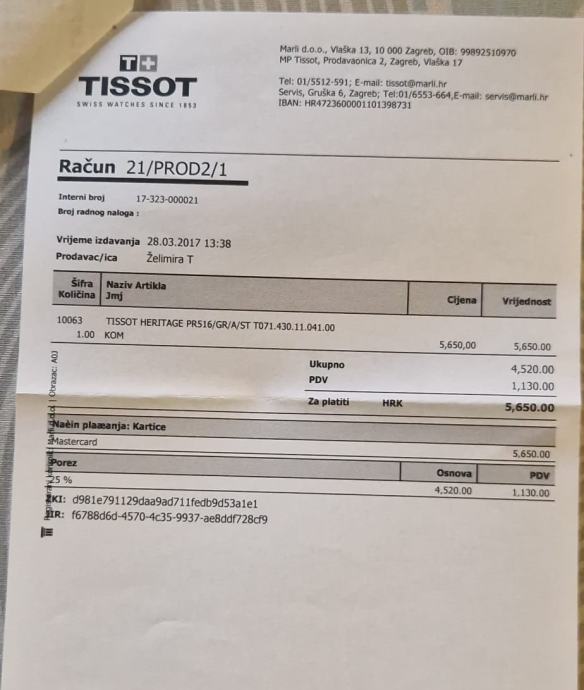 Marli d.o.o., Vlaška 13, 10 000 Zagreb, OIB: 99892510970
MP Tissot, Prodavaonica 2, Zagreb, Vlaška 17
T+
TISSOT
SWISS WATCHES SINCE 1853
Tel: 01/5512-591; E-mail: tissot@marli.hr
Servis, Gruška 6, Zagreb; Tel:01/6553-664,E-mail: servis@marli.hr
IBAN: HR4723600001101398731
Račun 21/PROD2/1
Interni broj 17-323-000021
Broj radnog naloga :
Vrijeme izdavanja 28.03.2017 13:38
Prodavac/ica Želimira T
Šifra Naziv Artikla Cijena Vrijednost
Količina Jmj
10063 TISSOT HERITAGE PR516/GR/A/ST T071.430.11.041.00
1.00 KOM 5,650,00 5,650.00
Ukupno 4,520.00
PDV 1,130.00
Za platiti HRK 5,650.00
Naèin plaæanja: Kartice
Mastercard 5,650.00
Porez Osnova PDV
25 % 4,520.00 1,130.00
ZKI: d981e791129daa9ad711fedb9d53a1e1
JIR: f6788d6d-4570-4c35-9937-ae8ddf728cf9
Marli d.o.o. | Obrazac: A0J